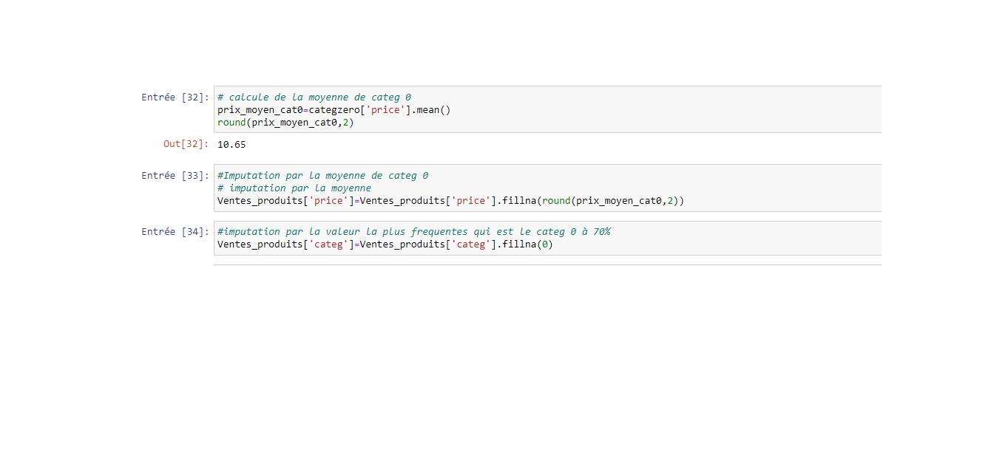 Entrée [32]: # calcule de la moyenne de categ 0
prix_moyen_cat0=categzero['price'].mean()
round(prix_moyen_cat0,2)
Out[32]: 10.65
Entrée [33]: #Imputation par la moyenne de categ 0
# imputation par la moyenne
Ventes_produits['price']=Ventes_produits['price'].fillna(round(prix_moyen_cat0,2))
Entrée [34]: #imputation par la valeur la plus frequentes qui est le categ 0 à 70%
Ventes_produits['categ']=Ventes_produits['categ'].fillna(0)